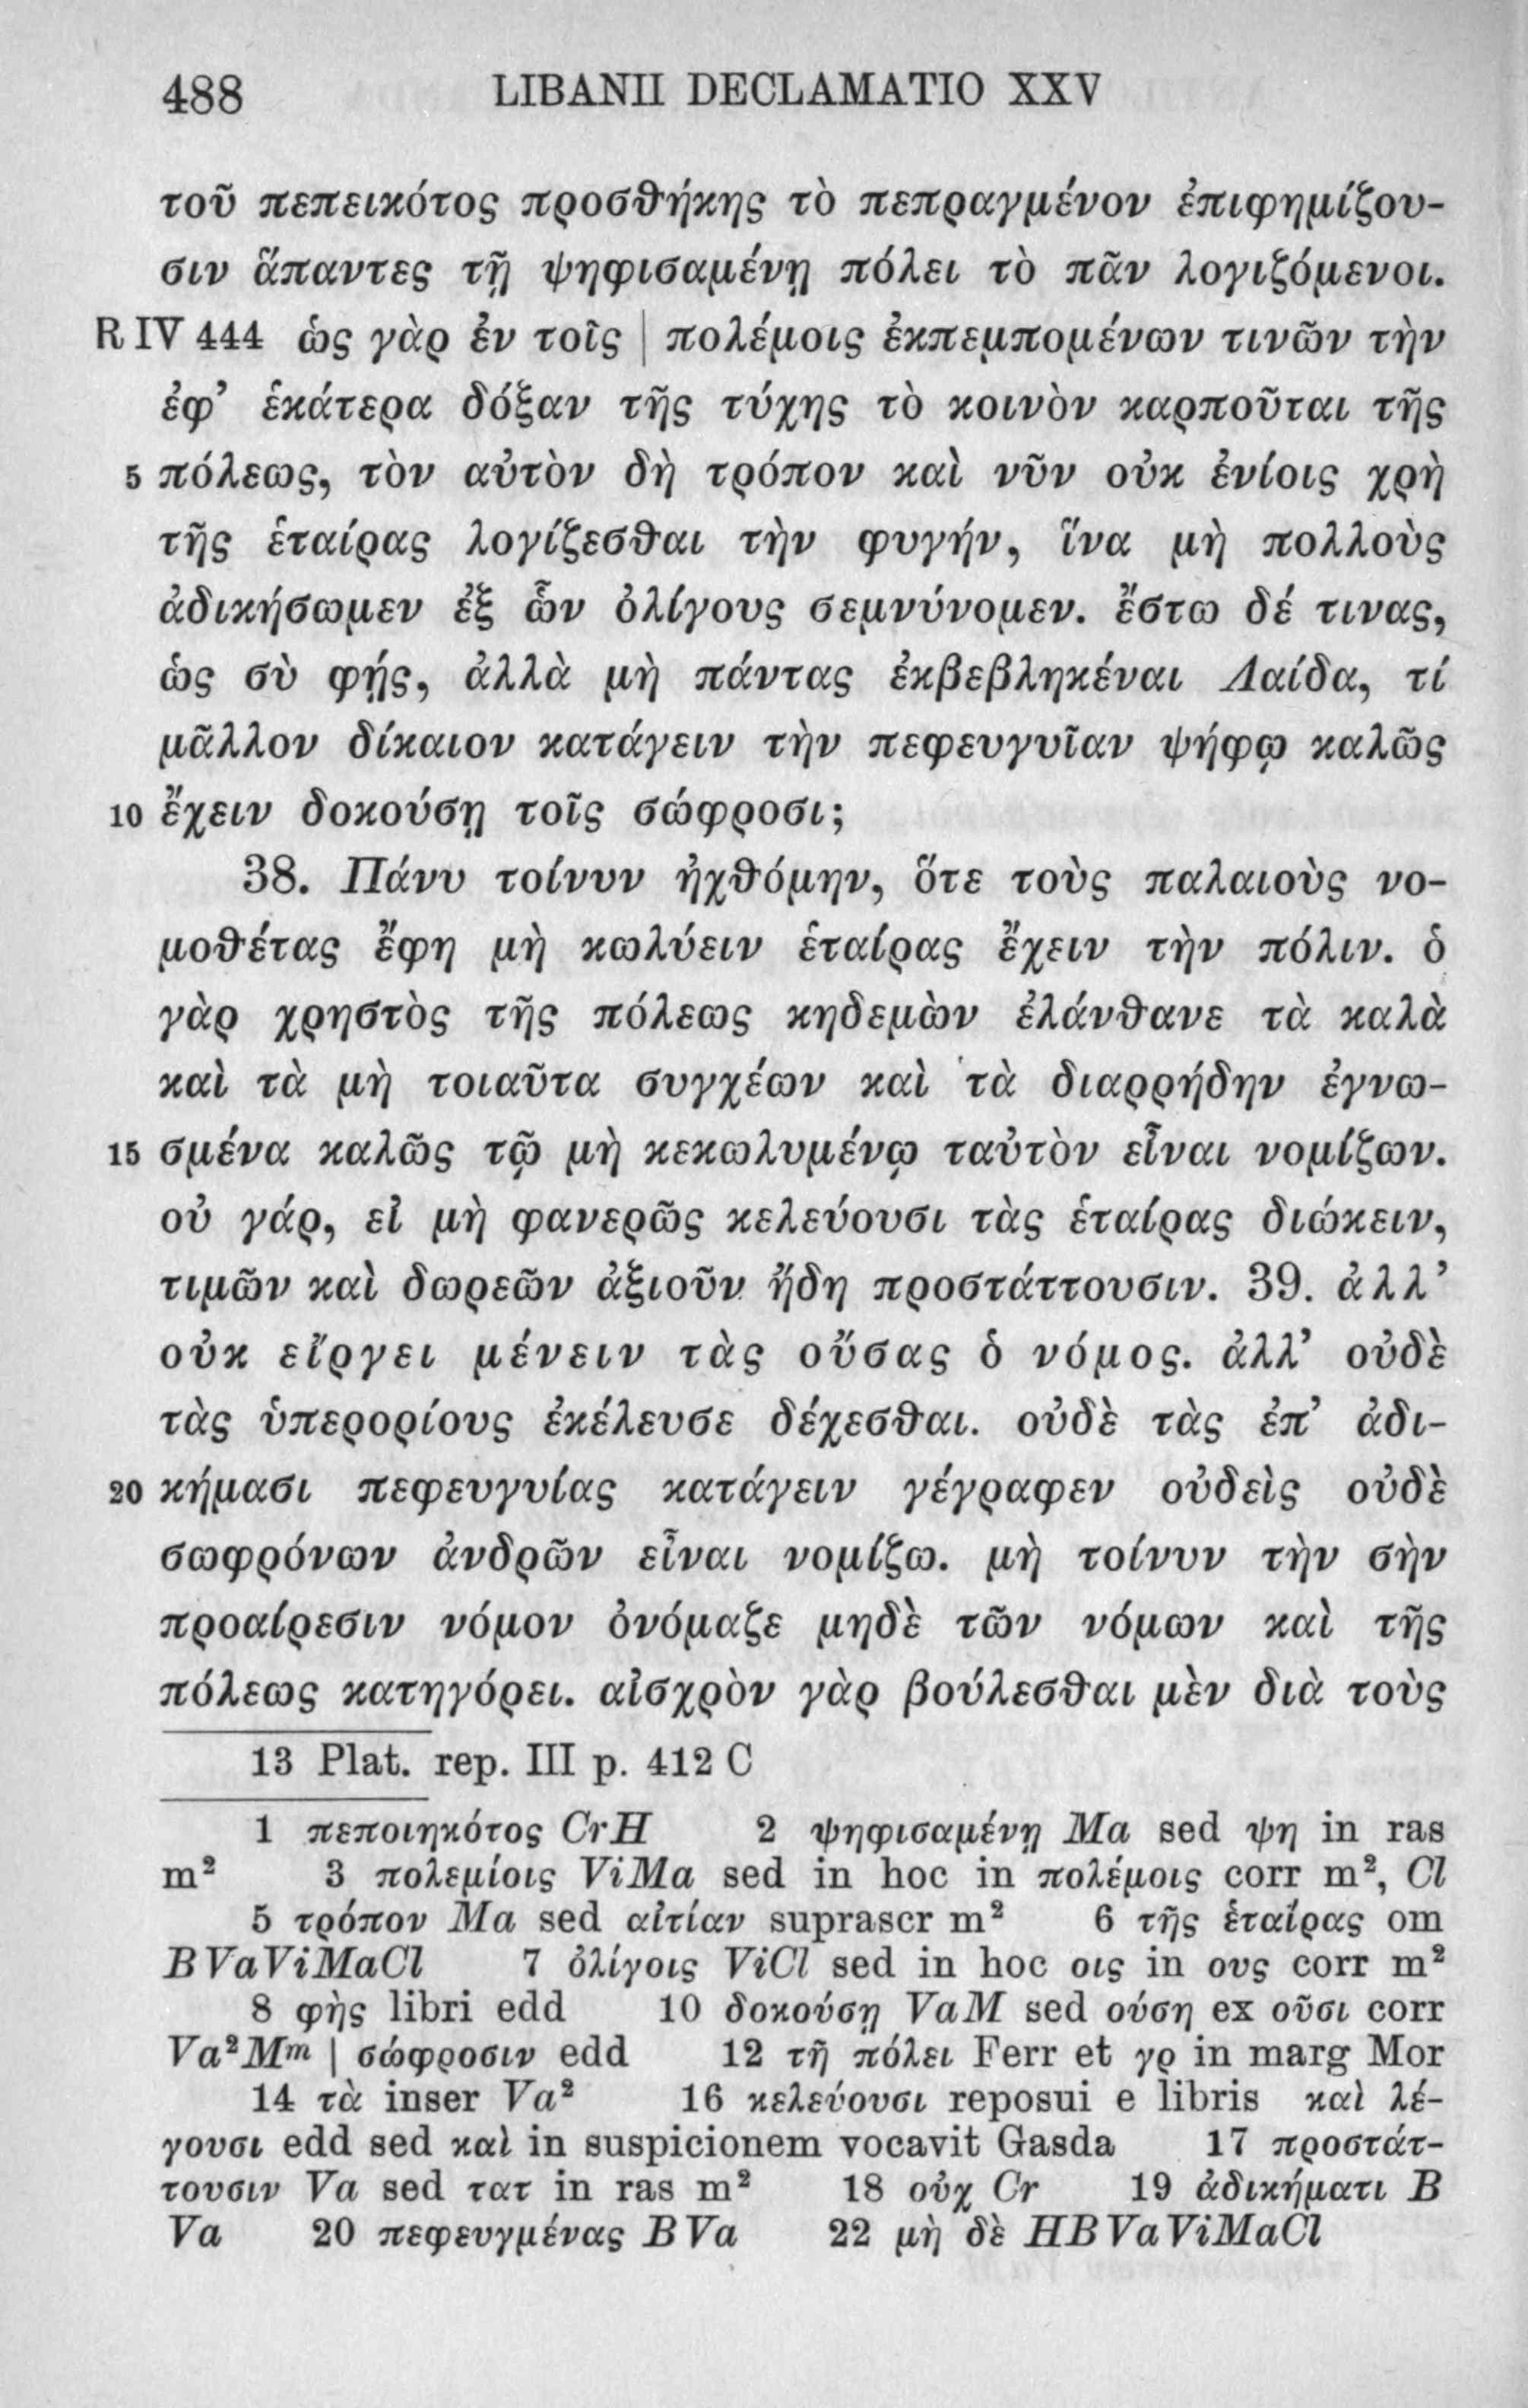 488 LIBANII DECLAMATIO XXV
τοῦ πεπεικότος προσθήκης τὸ πεπραγμένον ἐπιφημίζου-
σιν ἅπαντες τῇ ψηφισαμένῃ πόλει τὸ πᾶν λογιζόμενοι.
R IV 444 ὡς γὰρ ἐν τοῖς | πολέμοις ἐκπεμπομένων τινῶν τὴν
ἐφ’ ἑκάτερα δόξαν τῆς τύχης τὸ κοινὸν καρποῦται τῆς
5 πόλεως, τὸν αὐτὸν δὴ τρόπον καὶ νῦν οὐκ ἐνίοις χρὴ
τῆς ἑταίρας λογίζεσθαι τὴν φυγήν, ἵνα μὴ πολλοὺς
ἀδικήσωμεν ἐξ ὧν ὀλίγους σεμνύνομεν. ἔστω δέ τινας,
ὡς σὺ φῄς, ἀλλὰ μὴ πάντας ἐκβεβληκέναι Λαίδα, τί
μᾶλλον δίκαιον κατάγειν τὴν πεφευγυῖαν ψήφῳ καλῶς
10 ἔχειν δοκούσῃ τοῖς σώφροσι;
38. Πάνυ τοίνυν ἠχθόμην, ὅτε τοὺς παλαιοὺς νο-
μοθέτας ἔφη μὴ κωλύειν ἑταίρας ἔχειν τὴν πόλιν. ὁ
γὰρ χρηστὸς τῆς πόλεως κηδεμὼν ἐλάνθανε τὰ καλὰ
καὶ τὰ μὴ τοιαῦτα συγχέων καὶ τὰ διαρρήδην ἐγνω-
15 σμένα καλῶς τῷ μὴ κεκωλυμένῳ ταὐτὸν εἶναι νομίζων.
οὐ γάρ, εἰ μὴ φανερῶς κελεύουσι τὰς ἑταίρας διώκειν,
τιμῶν καὶ δωρεῶν ἀξιοῦν ἤδη προστάττουσιν. 39. ἀλλ’
οὐκ εἴργει μένειν τὰς οὔσας ὁ νόμος. ἀλλ’ οὐδὲ
τὰς ὑπερορίους ἐκέλευσε δέχεσθαι. οὐδὲ τὰς ἐπ’ ἀδι-
20 κήμασι πεφευγυίας κατάγειν γέγραφεν οὐδεὶς οὐδὲ
σωφρόνων ἀνδρῶν εἶναι νομίζω. μὴ τοίνυν τὴν σὴν
προαίρεσιν νόμον ὀνόμαζε μηδὲ τῶν νόμων καὶ τῆς
πόλεως κατηγόρει. αἰσχρὸν γὰρ βούλεσθαι μὲν διὰ τοὺς
13 Plat. rep. III p. 412 C
1 πεποιηκότος CrH 2 ψηφισαμένῃ Ma sed ψη in ras
m² 3 πολεμίοις ViMa sed in hoc in πολέμοις corr m², Cl
5 τρόπον Ma sed αἰτίαν suprascr m² 6 τῆς ἑταίρας om
BVaViMaCl 7 ὀλίγοις ViCl sed in hoc οις in ους corr m²
8 φὴς libri edd 10 δοκούσῃ VaM sed ούσῃ ex οῦσι corr
Va²Mᵐ | σώφροσιν edd 12 τῇ πόλει Ferr et γρ in marg Mor
14 τὰ inser Va² 16 κελεύουσι reposui e libris καὶ λέ-
γουσι edd sed καὶ in suspicionem vocavit Gasda 17 προστάτ-
τουσιν Va sed τατ in ras m² 18 οὐχ Cr 19 ἀδικήματι B
Va 20 πεφευγμένας BVa 22 μὴ δὲ HBVaViMaCl